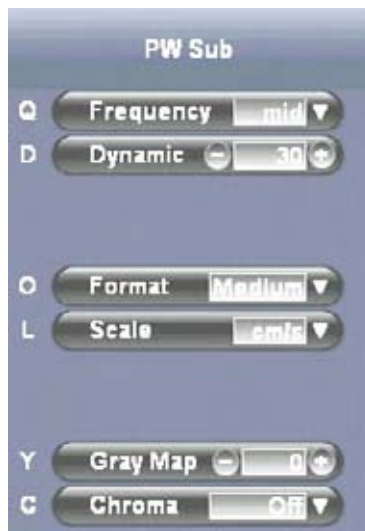 PW Sub
Q Frequency mid
D Dynamic 30
O Format Medium
L Scale cm/s
Y Gray Map 0
C Chroma Off